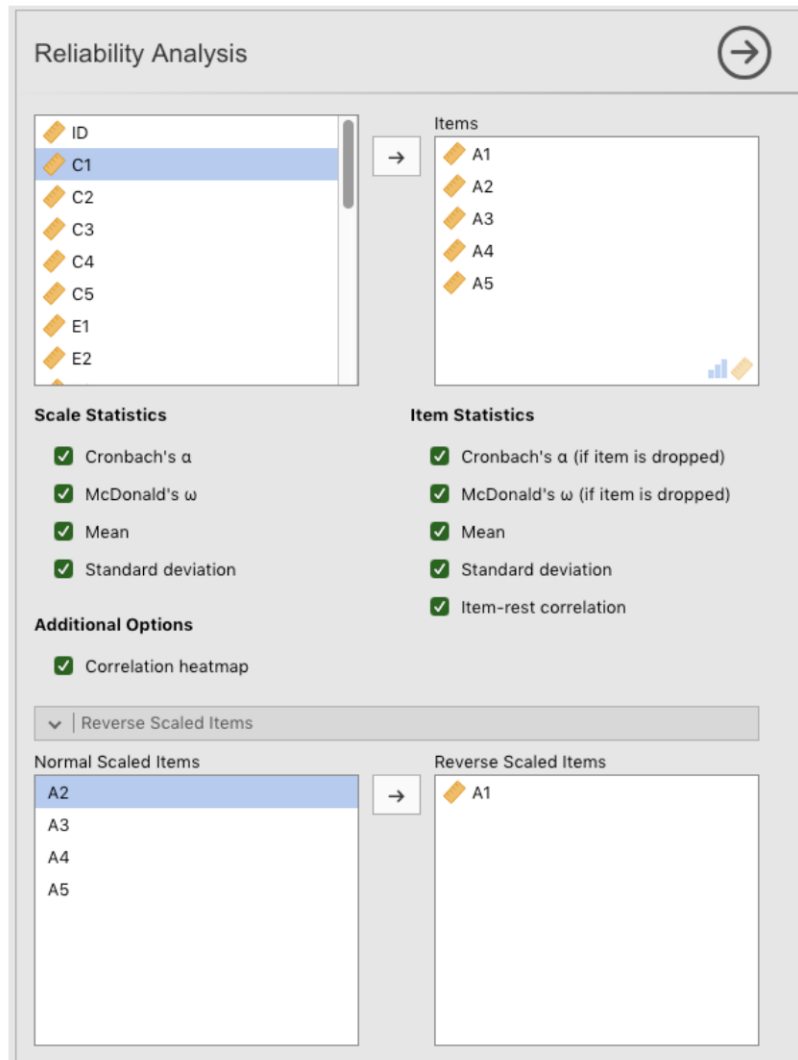 Reliability Analysis
ID
C1
C2
C3
C4
C5
E1
E2
Items
A1
A2
A3
A4
A5
Scale Statistics
Cronbach's α
McDonald's ω
Mean
Standard deviation
Item Statistics
Cronbach's α (if item is dropped)
McDonald's ω (if item is dropped)
Mean
Standard deviation
Item-rest correlation
Additional Options
Correlation heatmap
Reverse Scaled Items
Normal Scaled Items
A2
A3
A4
A5
Reverse Scaled Items
A1